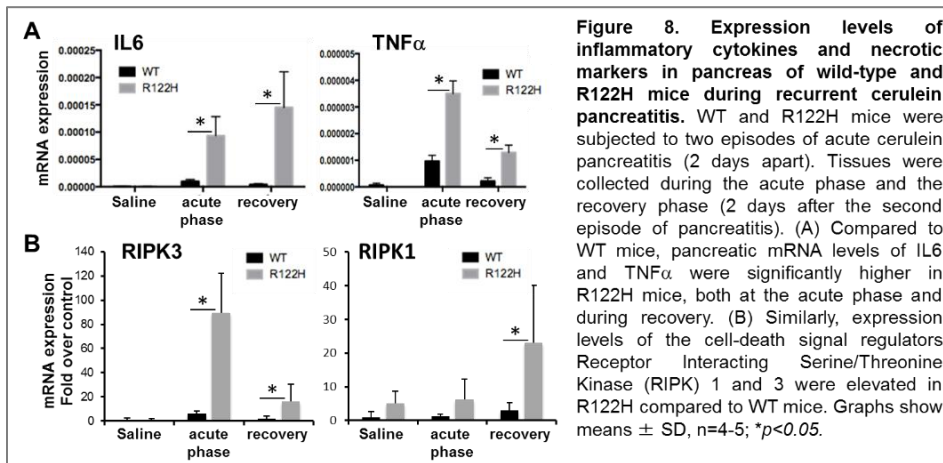 A
IL6
mRNA expression
0.00025
0.00020
0.00015
0.00010
0.00005
0.00000
WT
R122H
*
*
Saline
acute
phase
recovery
TNFα
0.000005
0.000004
0.000003
0.000002
0.000001
0.000000
WT
R122H
*
*
Saline
acute
phase
recovery
B
RIPK3
mRNA expression
Fold over control
140
120
100
80
60
40
20
0
WT
R122H
*
*
Saline
acute
phase
recovery
RIPK1
40
30
20
10
0
WT
R122H
*
Saline
acute
phase
recovery
Figure 8. Expression levels of
inflammatory cytokines and necrotic
markers in pancreas of wild-type and
R122H mice during recurrent cerulein
pancreatitis. WT and R122H mice were
subjected to two episodes of acute cerulein
pancreatitis (2 days apart). Tissues were
collected during the acute phase and the
recovery phase (2 days after the second
episode of pancreatitis). (A) Compared to
WT mice, pancreatic mRNA levels of IL6
and TNFα were significantly higher in
R122H mice, both at the acute phase and
during recovery. (B) Similarly, expression
levels of the cell-death signal regulators
Receptor Interacting Serine/Threonine
Kinase (RIPK) 1 and 3 were elevated in
R122H compared to WT mice. Graphs show
means ± SD, n=4-5; *p<0.05.